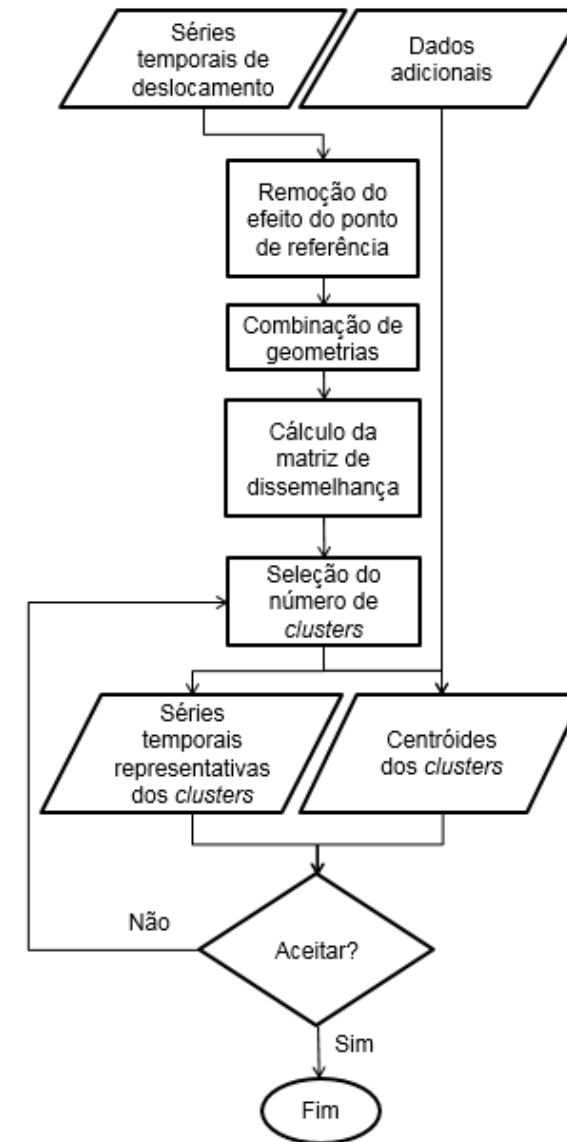 Séries
temporais de
deslocamento
Dados
adicionais
Remoção do
efeito do ponto
de referência
Combinação de
geometrias
Cálculo da
matriz de
dissemelhança
Seleção do
número de
clusters
Séries
temporais
representativas
dos clusters
Centróides
dos clusters
Não
Aceitar?
Sim
Fim